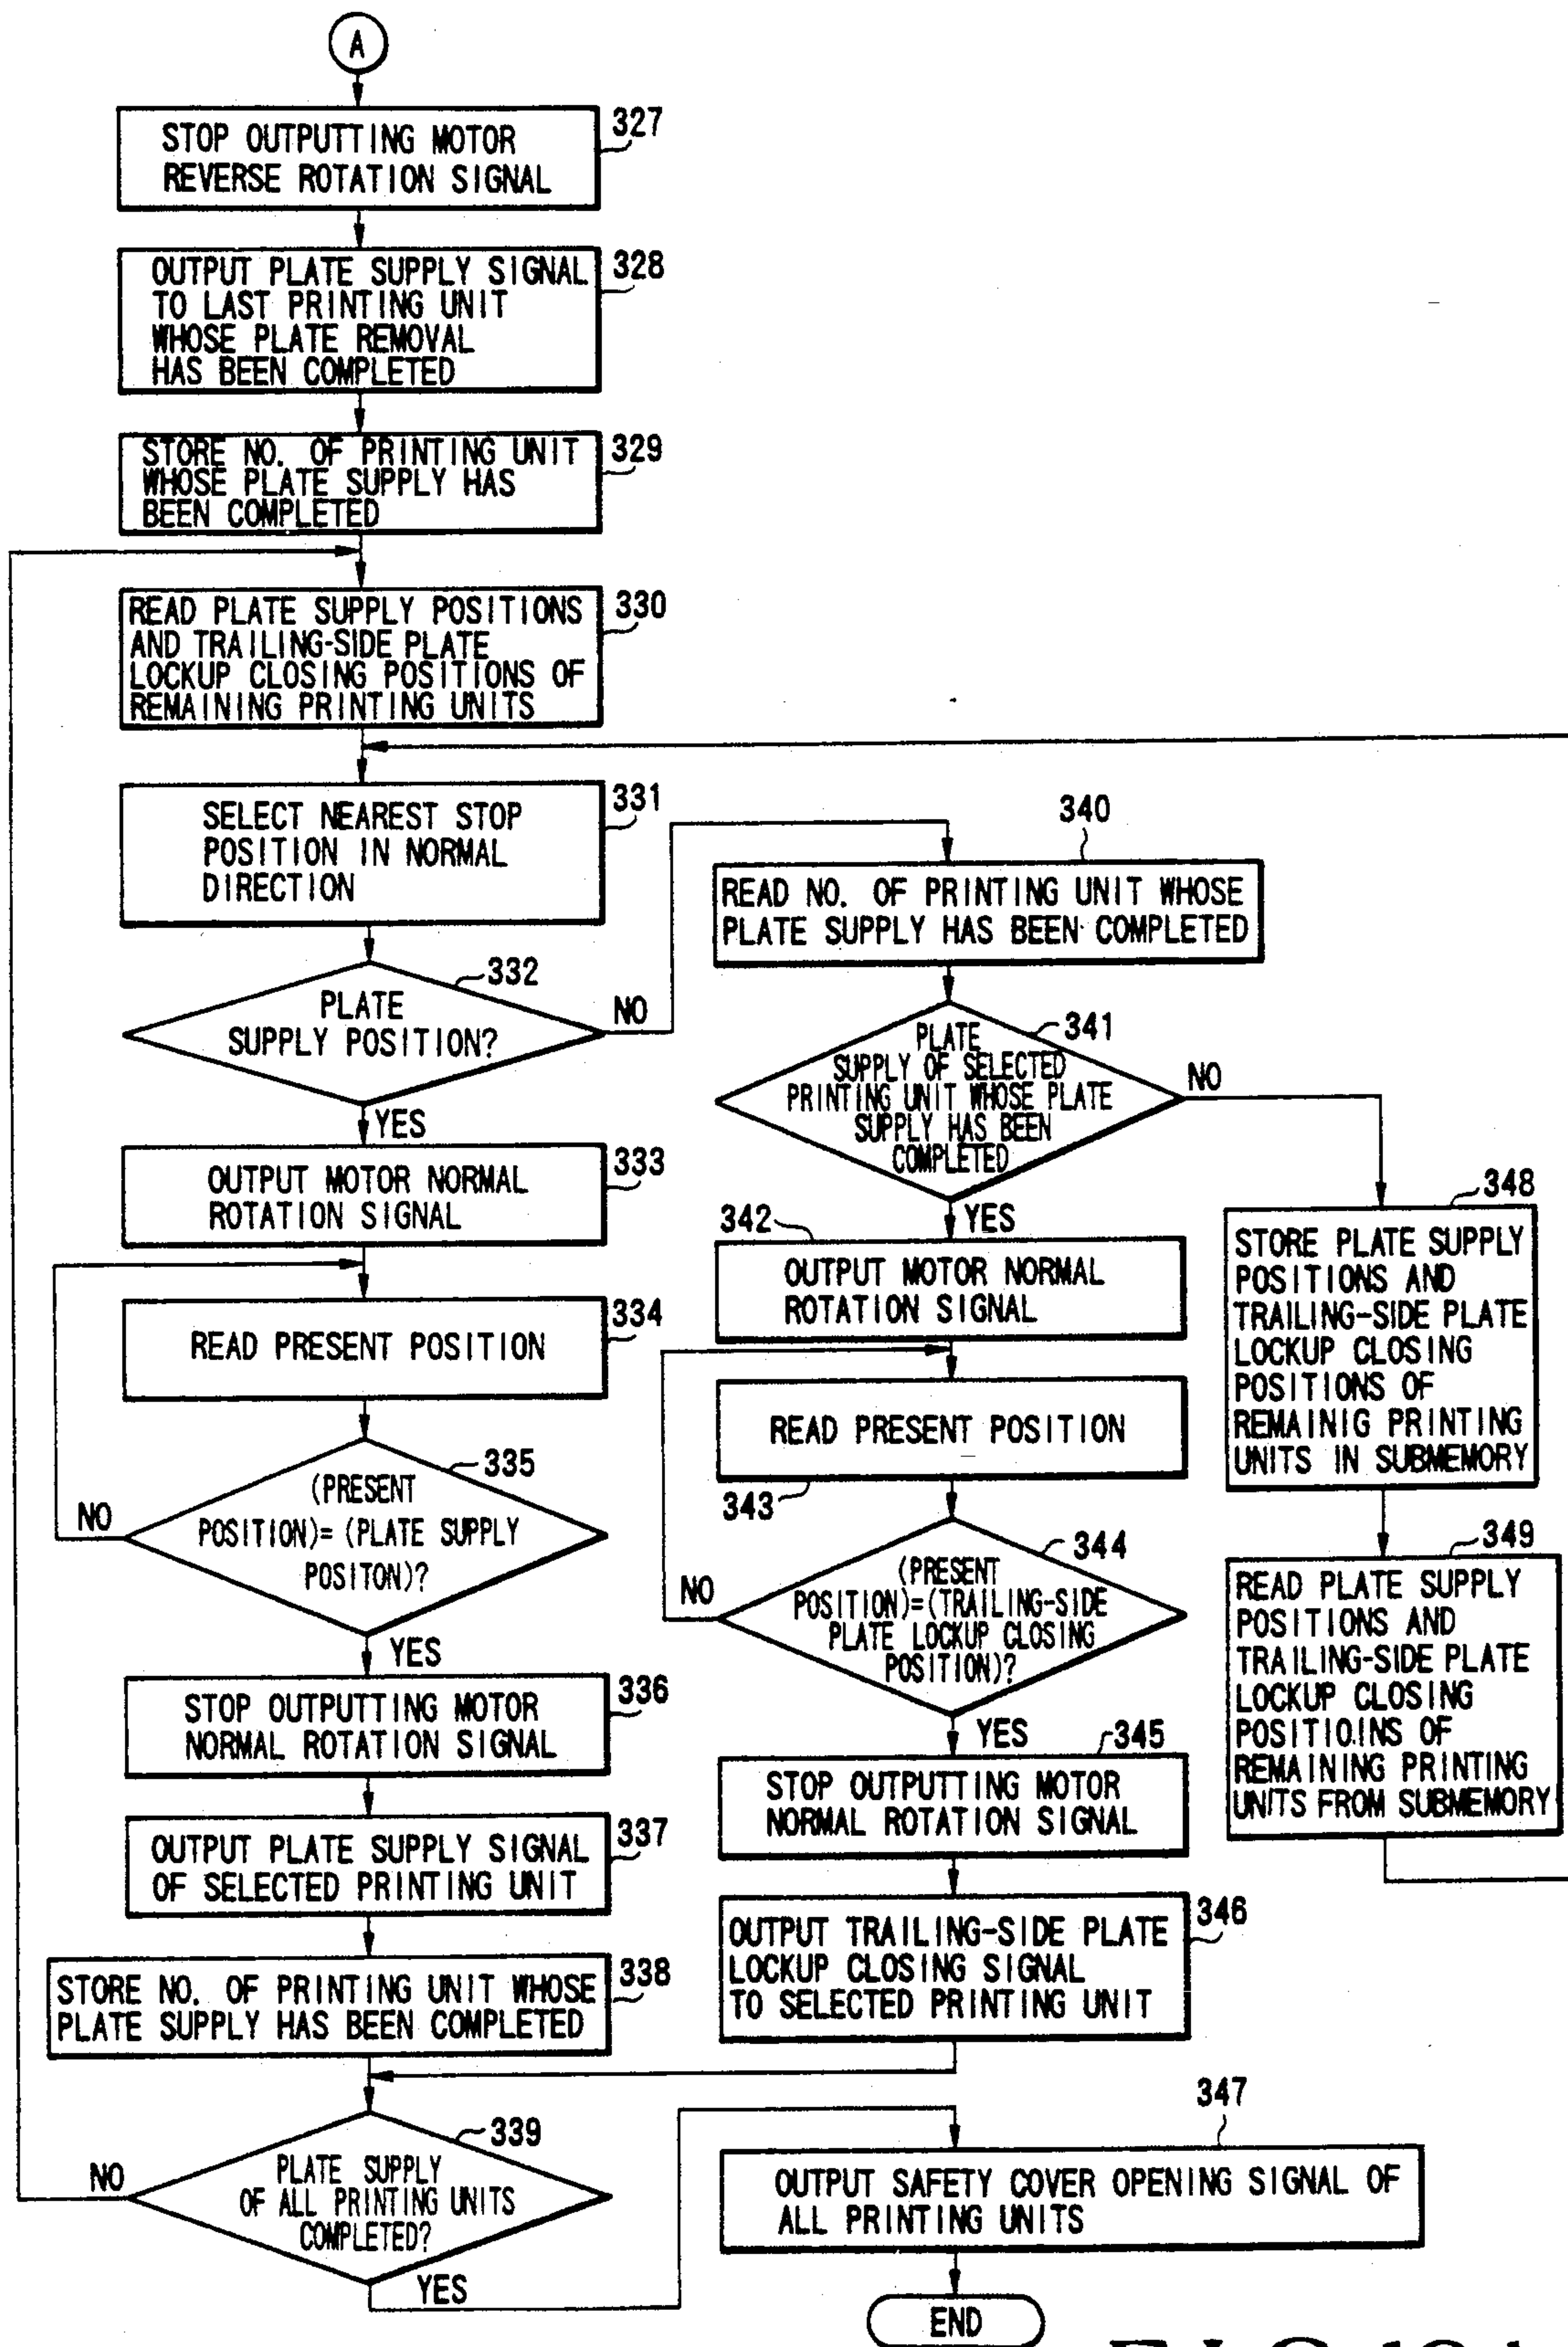 A
STOP OUTPUTTING MOTOR
REVERSE ROTATION SIGNAL
327
OUTPUT PLATE SUPPLY SIGNAL
TO LAST PRINTING UNIT
WHOSE PLATE REMOVAL
HAS BEEN COMPLETED
328
STORE NO. OF PRINTING UNIT
WHOSE PLATE SUPPLY HAS
BEEN COMPLETED
329
READ PLATE SUPPLY POSITIONS
AND TRAILING-SIDE PLATE
LOCKUP CLOSING POSITIONS OF
REMAINING PRINTING UNITS
330
SELECT NEAREST STOP
POSITION IN NORMAL
DIRECTION
331
PLATE
SUPPLY POSITION?
332
NO
YES
OUTPUT MOTOR NORMAL
ROTATION SIGNAL
333
READ PRESENT POSITION
334
(PRESENT
POSITION)= (PLATE SUPPLY
POSITON)?
335
NO
YES
STOP OUTPUTTING MOTOR
NORMAL ROTATION SIGNAL
336
OUTPUT PLATE SUPPLY SIGNAL
OF SELECTED PRINTING UNIT
337
STORE NO. OF PRINTING UNIT WHOSE
PLATE SUPPLY HAS BEEN COMPLETED
338
PLATE SUPPLY
OF ALL PRINTING UNITS
COMPLETED?
339
NO
YES
340
READ NO. OF PRINTING UNIT WHOSE
PLATE SUPPLY HAS BEEN COMPLETED
341
PLATE
SUPPLY OF SELECTED
PRINTING UNIT WHOSE PLATE
SUPPLY HAS BEEN
COMPLETED
NO
YES
342
OUTPUT MOTOR NORMAL
ROTATION SIGNAL
READ PRESENT POSITION
343
344
(PRESENT
POSITION)=(TRAILING-SIDE
PLATE LOCKUP CLOSING
POSITION)?
NO
YES
345
STOP OUTPUTTING MOTOR
NORMAL ROTATION SIGNAL
OUTPUT TRAILING-SIDE PLATE
LOCKUP CLOSING SIGNAL
TO SELECTED PRINTING UNIT
346
347
OUTPUT SAFETY COVER OPENING SIGNAL OF
ALL PRINTING UNITS
END
348
STORE PLATE SUPPLY
POSITIONS AND
TRAILING-SIDE PLATE
LOCKUP CLOSING
POSITIONS OF
REMAINIG PRINTING
UNITS IN SUBMEMORY
349
READ PLATE SUPPLY
POSITIONS AND
TRAILING-SIDE PLATE
LOCKUP CLOSING
POSITIO.INS OF
REMAINING PRINTING
UNITS FROM SUBMEMORY